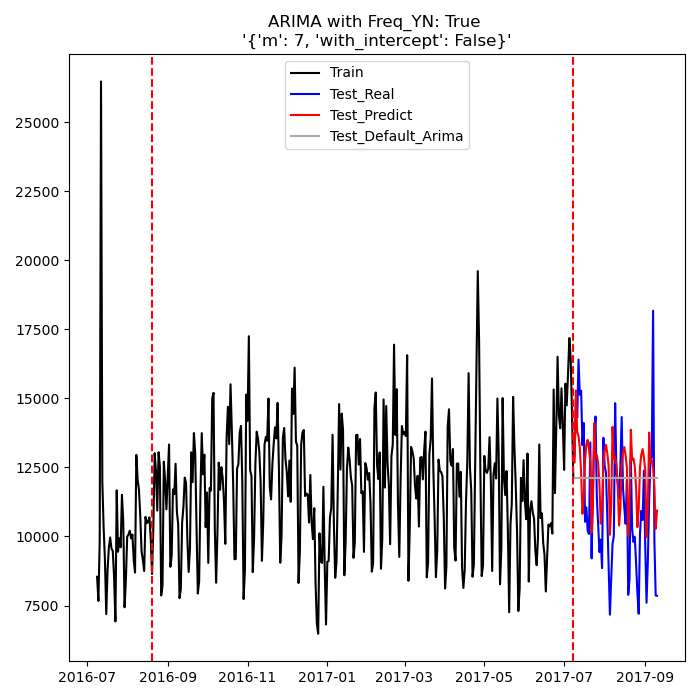 ARIMA with Freq_YN: True
'{'m': 7, 'with_intercept': False}'
Train
Test_Real
Test_Predict
Test_Default_Arima
25000
22500
20000
17500
15000
12500
10000
7500
2016-07 2016-09 2016-11 2017-01 2017-03 2017-05 2017-07 2017-09